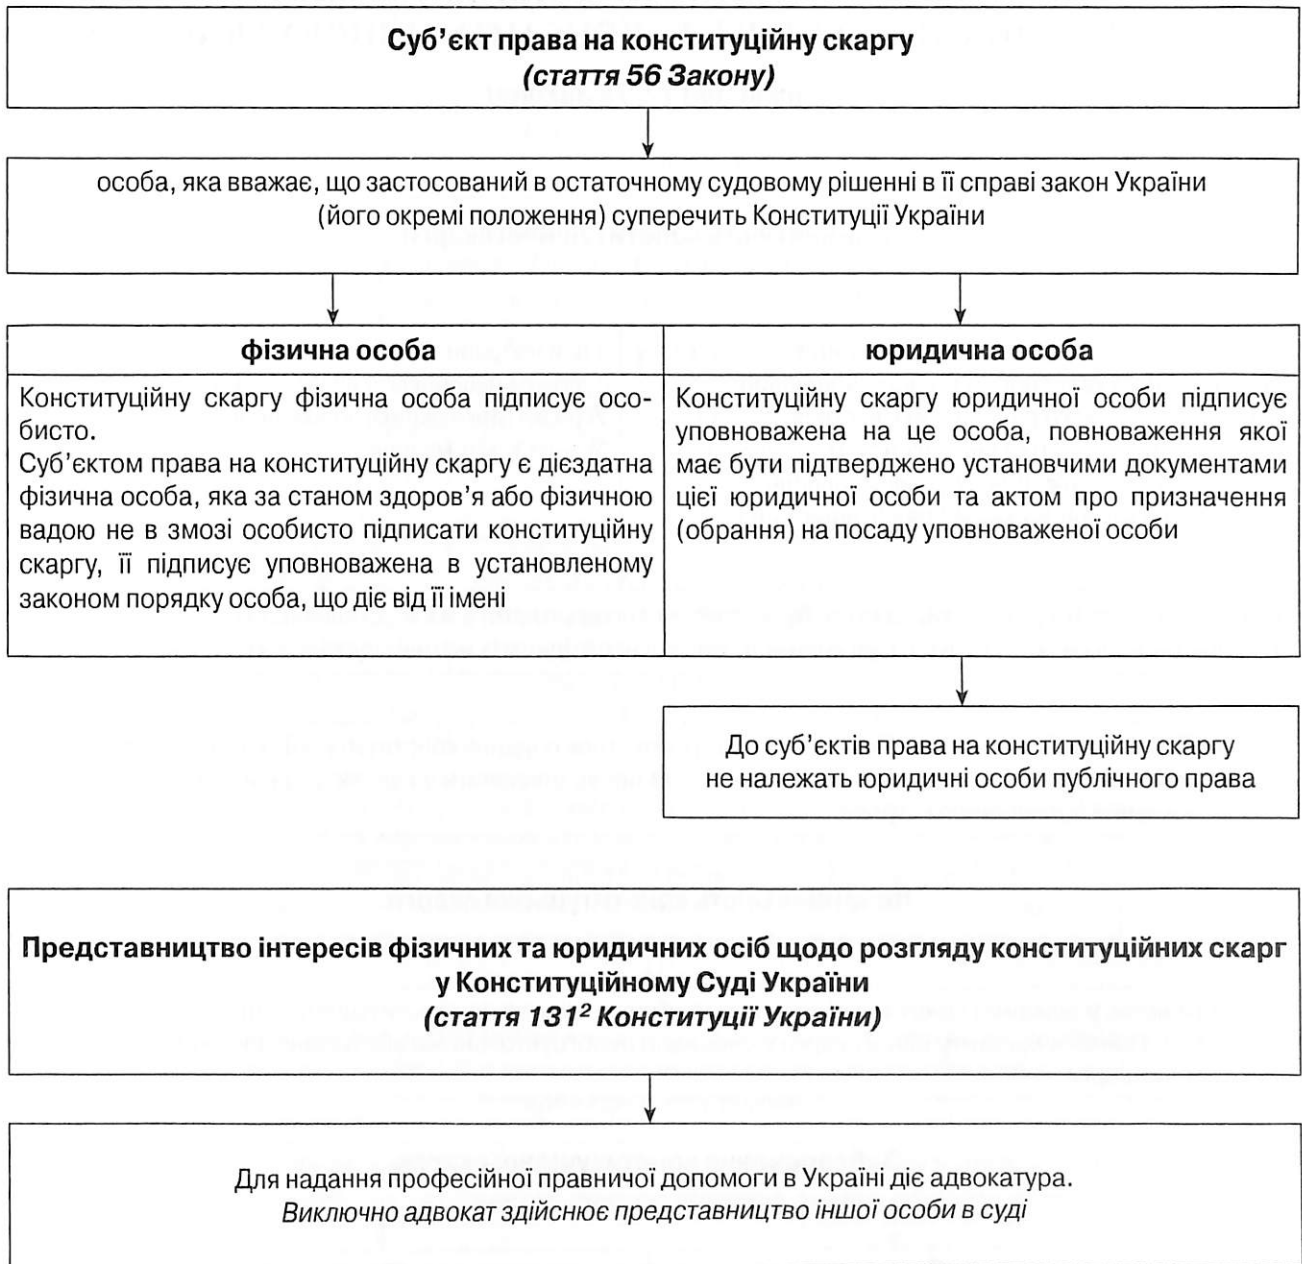 Суб’єкт права на конституційну скаргу
(стаття 56 Закону)
особа, яка вважає, що застосований в остаточному судовому рішенні в її справі закон України
(його окремі положення) суперечить Конституції України
фізична особа
Конституційну скаргу фізична особа підписує осо-
бисто.
Суб’єктом права на конституційну скаргу є дієздатна
фізична особа, яка за станом здоров’я або фізичною
вадою не в змозі особисто підписати конституційну
скаргу, її підписує уповноважена в установленому
законом порядку особа, що діє від її імені
юридична особа
Конституційну скаргу юридичної особи підписує
уповноважена на це особа, повноваження якої
має бути підтверджено установчими документами
цієї юридичної особи та актом про призначення
(обрання) на посаду уповноваженої особи
До суб’єктів права на конституційну скаргу
не належать юридичні особи публічного права
Представництво інтересів фізичних та юридичних осіб щодо розгляду конституційних скарг
у Конституційному Суді України
(стаття 131² Конституції України)
Для надання професійної правничої допомоги в Україні діє адвокатура.
Виключно адвокат здійснює представництво іншої особи в суді